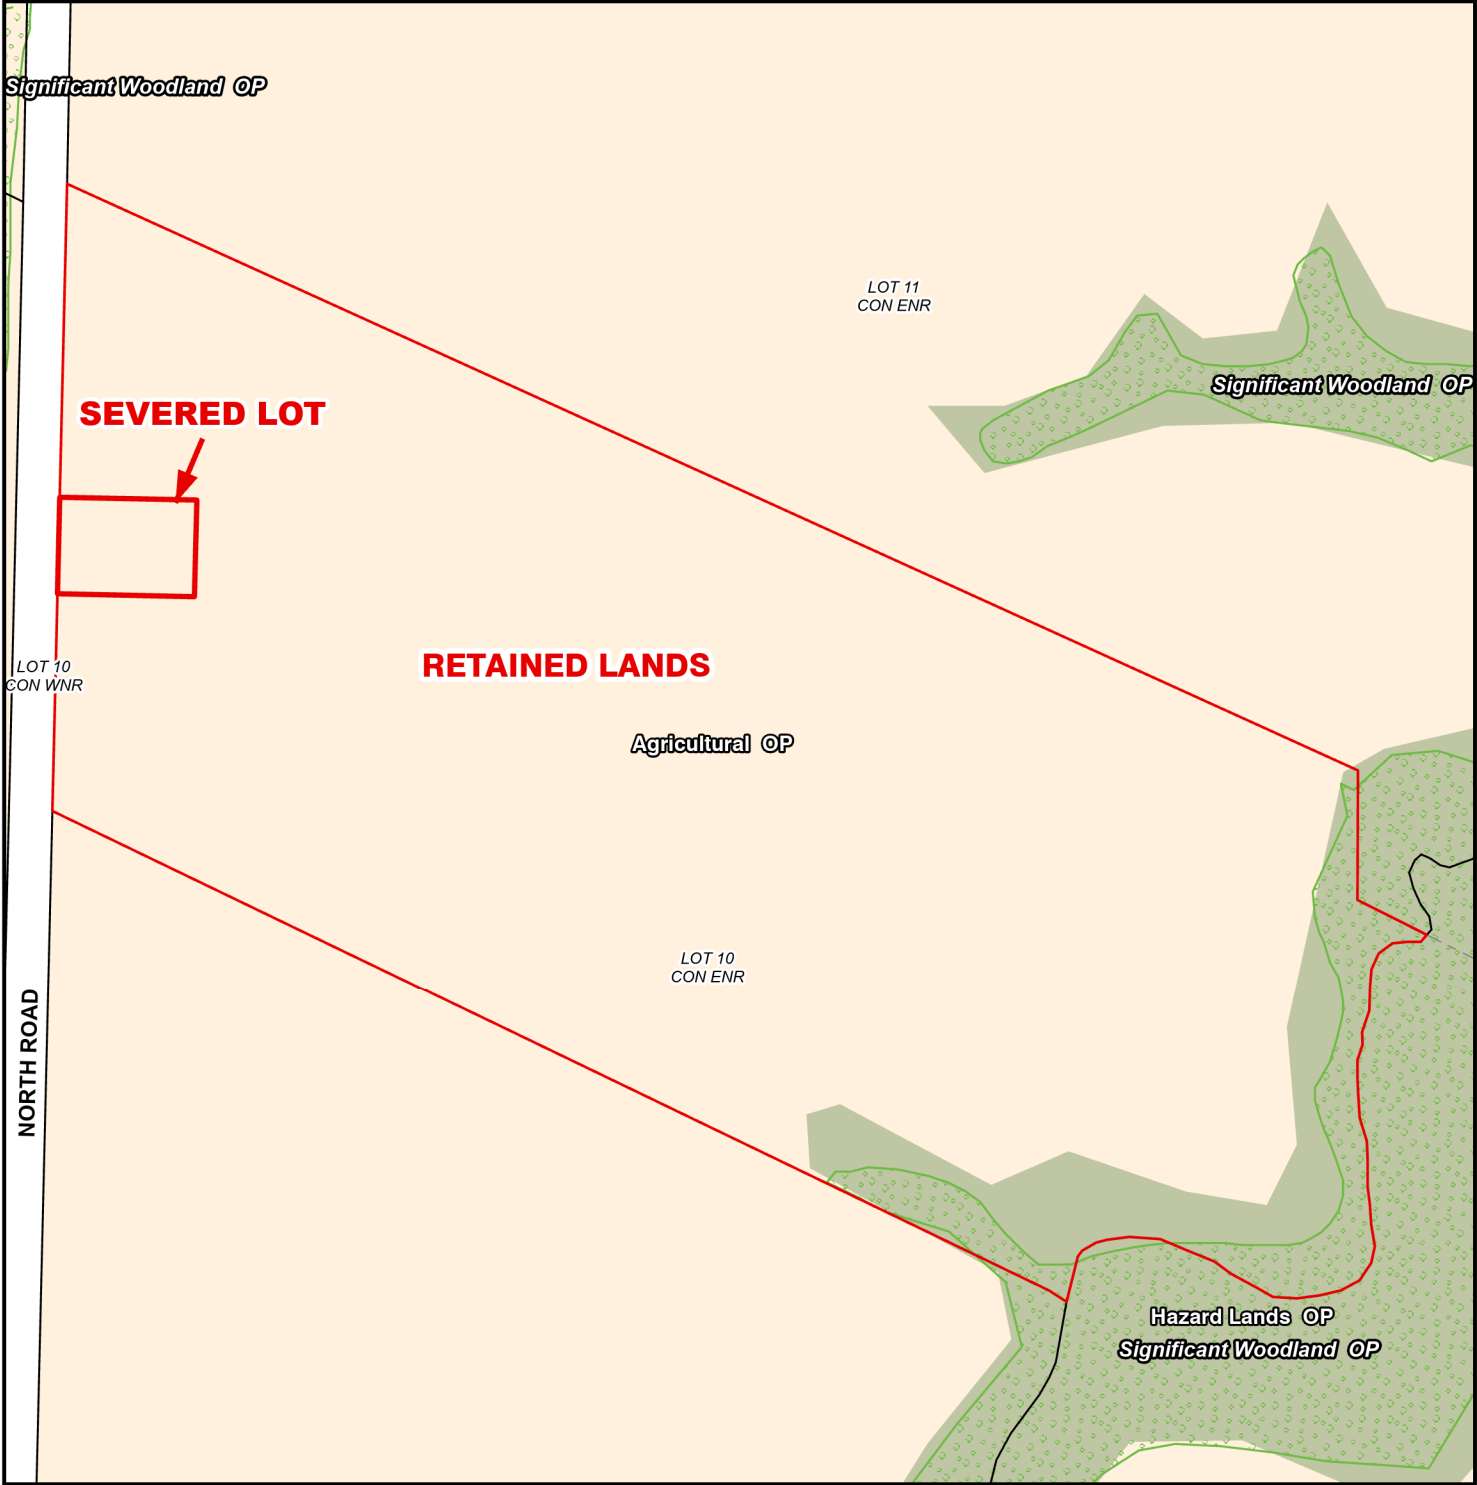 Significant Woodland OP
LOT 11
CON ENR
Significant Woodland OP
SEVERED LOT
LOT 10
CON WNR
RETAINED LANDS
Agricultural OP
LOT 10
CON ENR
NORTH ROAD
Hazard Lands OP
Significant Woodland OP